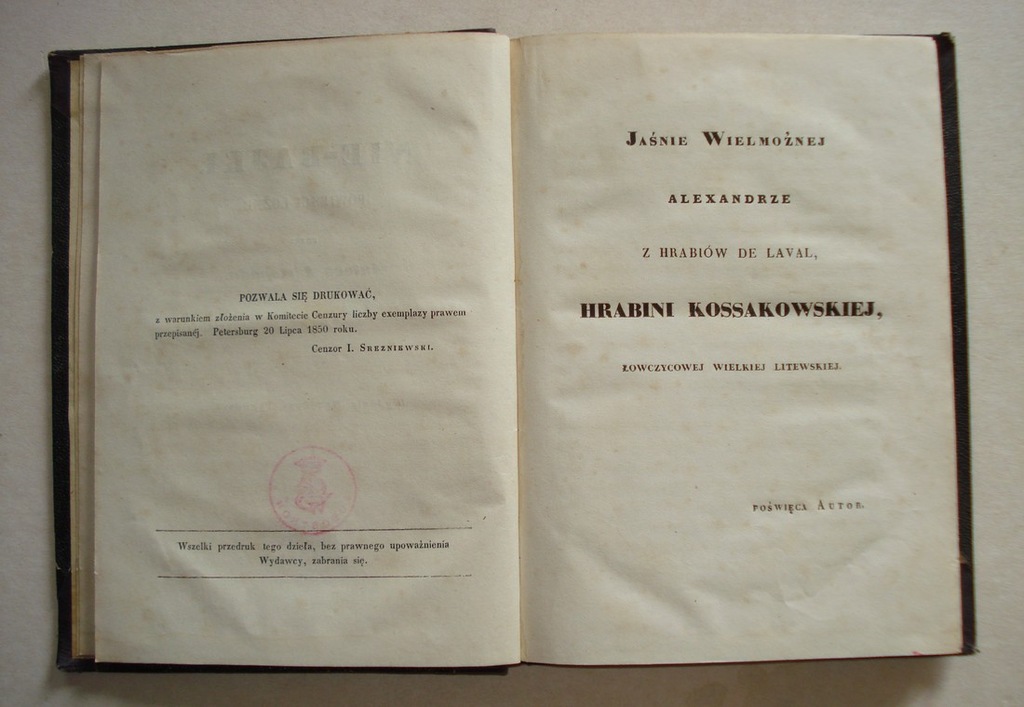 POZWALA SIĘ DRUKOWAĆ,
z warunkiem złożenia w Komitecie Cenzury liczby exemplazy prawem
przepisanéj. Petersburg 20 Lipca 1850 roku.
Cenzor I. SREZNIEWSKI.
Wszelki przedruk tego dzieła, bez prawnego upoważnienia
Wydawcy, zabrania się.
JAŚNIE WIELMOŻNEJ
ALEXANDRZE
Z HRABIÓW DE LAVAL,
HRABINI KOSSAKOWSKIEJ,
ŁOWCZYCOWEJ WIELKIEJ LITEWSKIEJ.
POŚWIĘCA AUTOR.